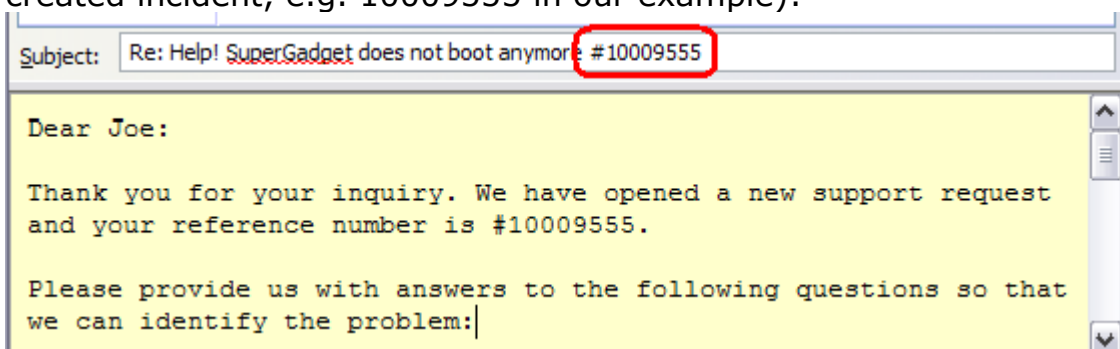 created incident, e.g. 10009555 in our example).
Subject: Re: Help! SuperGadget does not boot anymore #10009555
Dear Joe:
Thank you for your inquiry. We have opened a new support request
and your reference number is #10009555.
Please provide us with answers to the following questions so that
we can identify the problem: